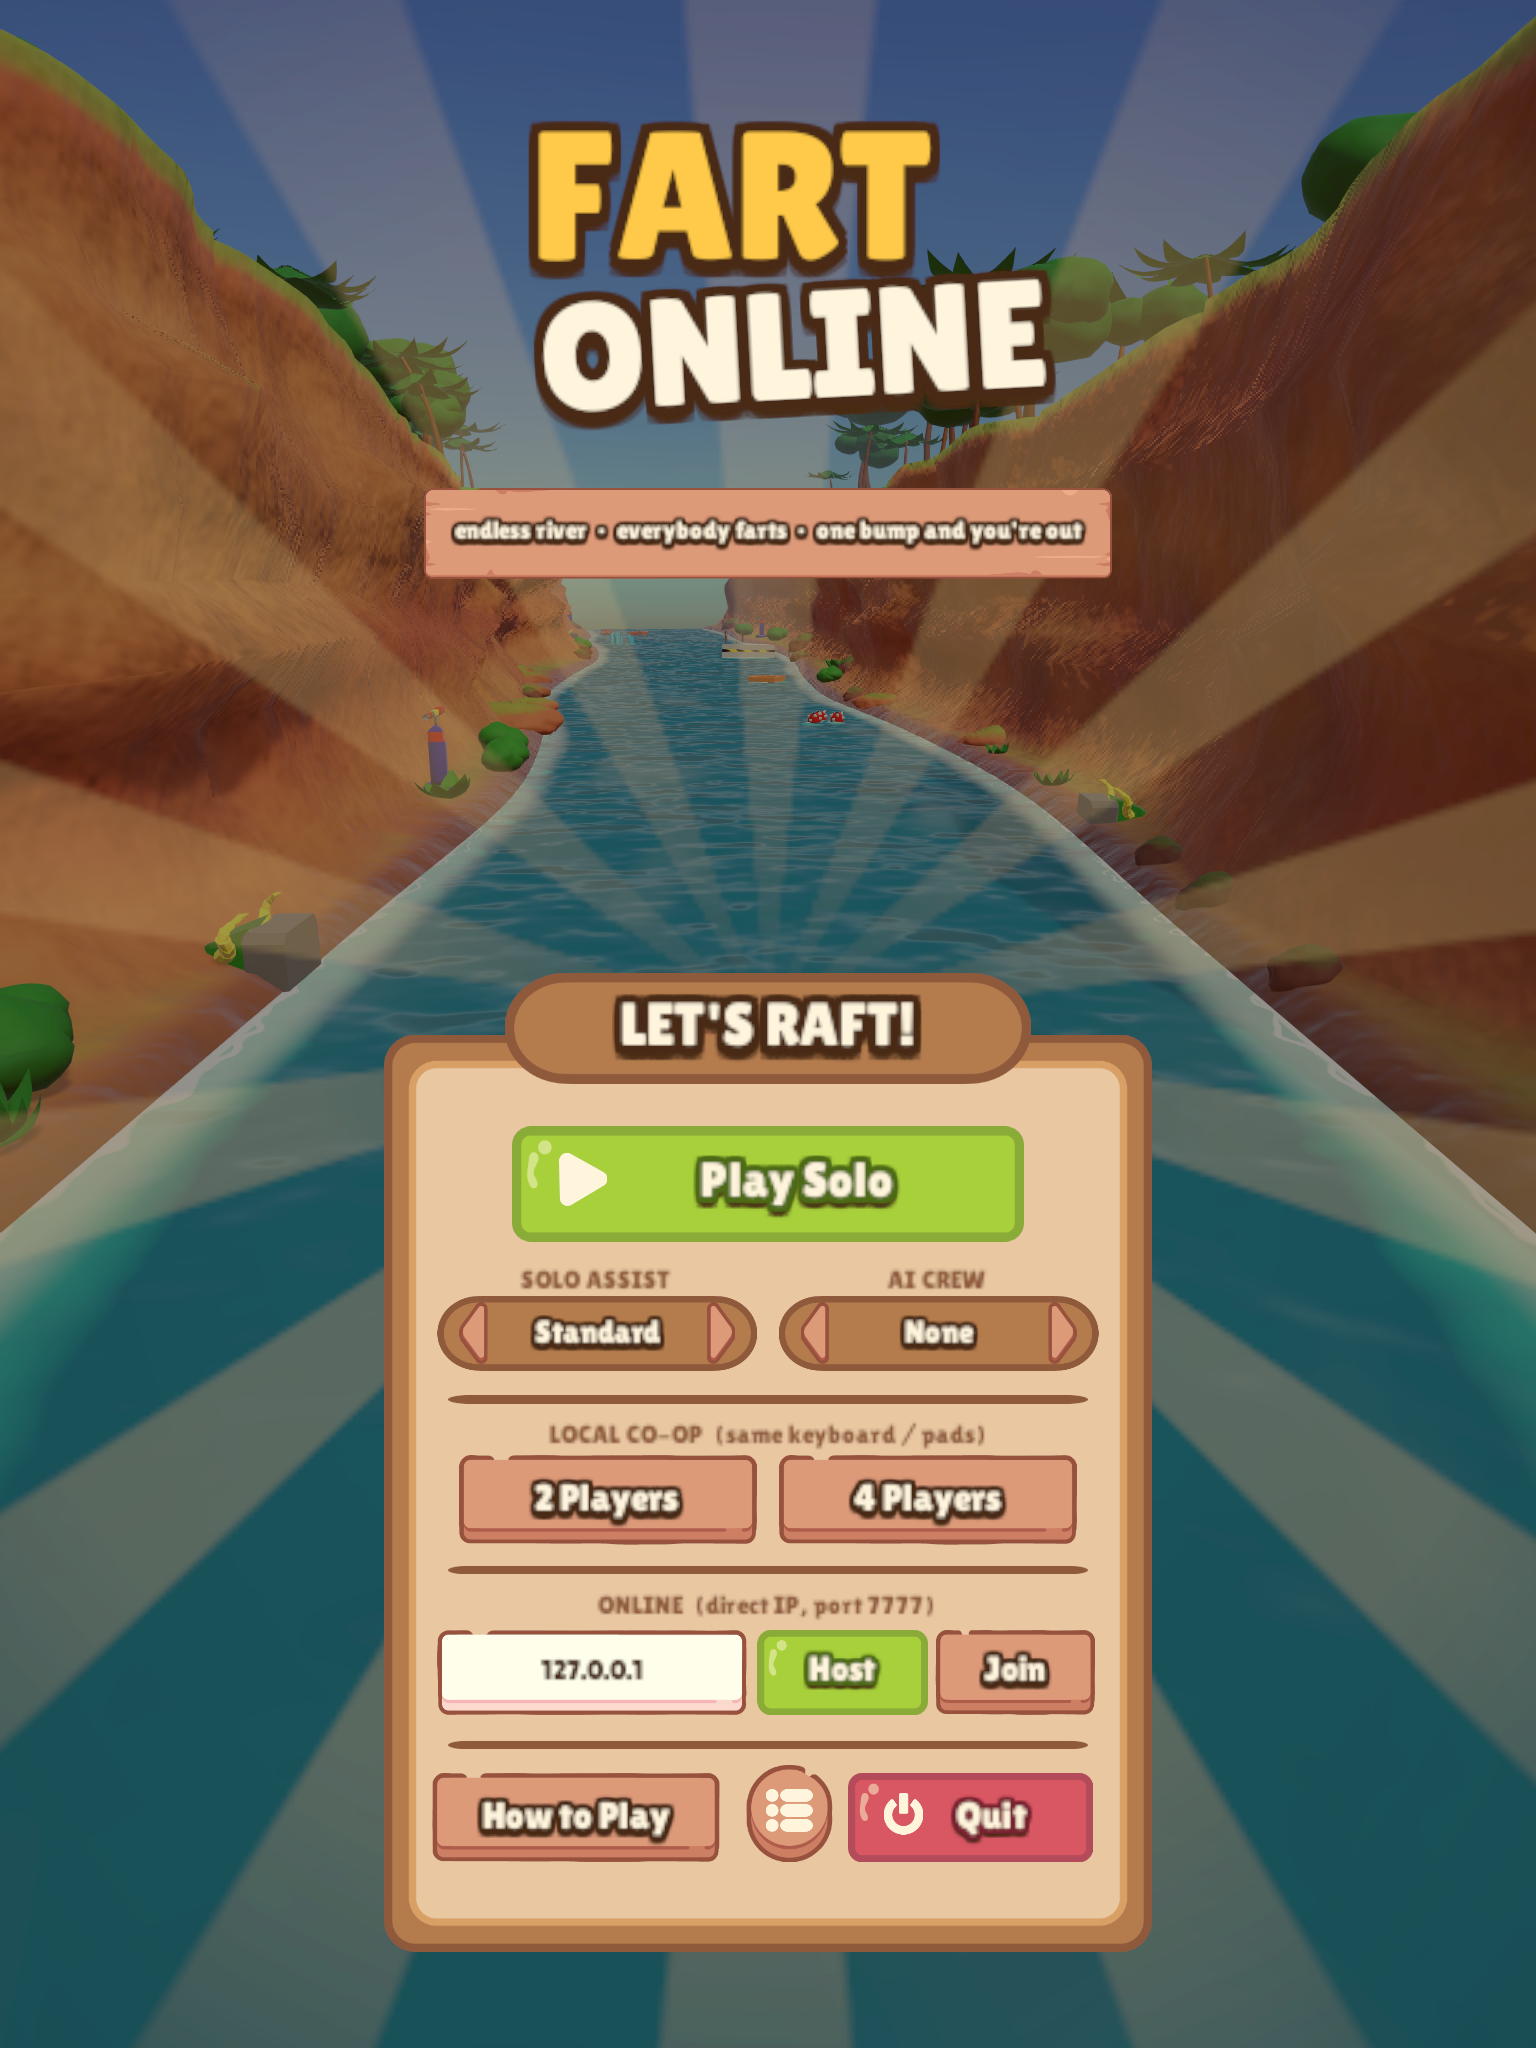 FART
ONLINE
endless river • everybody farts • one bump and you're out
LET'S RAFT!
Play Solo
SOLO ASSIST
AI CREW
Standard
None
LOCAL CO-OP (same keyboard / pads)
2 Players
4 Players
ONLINE (direct IP, port 7777)
127.0.0.1
Host
Join
How to Play
Quit